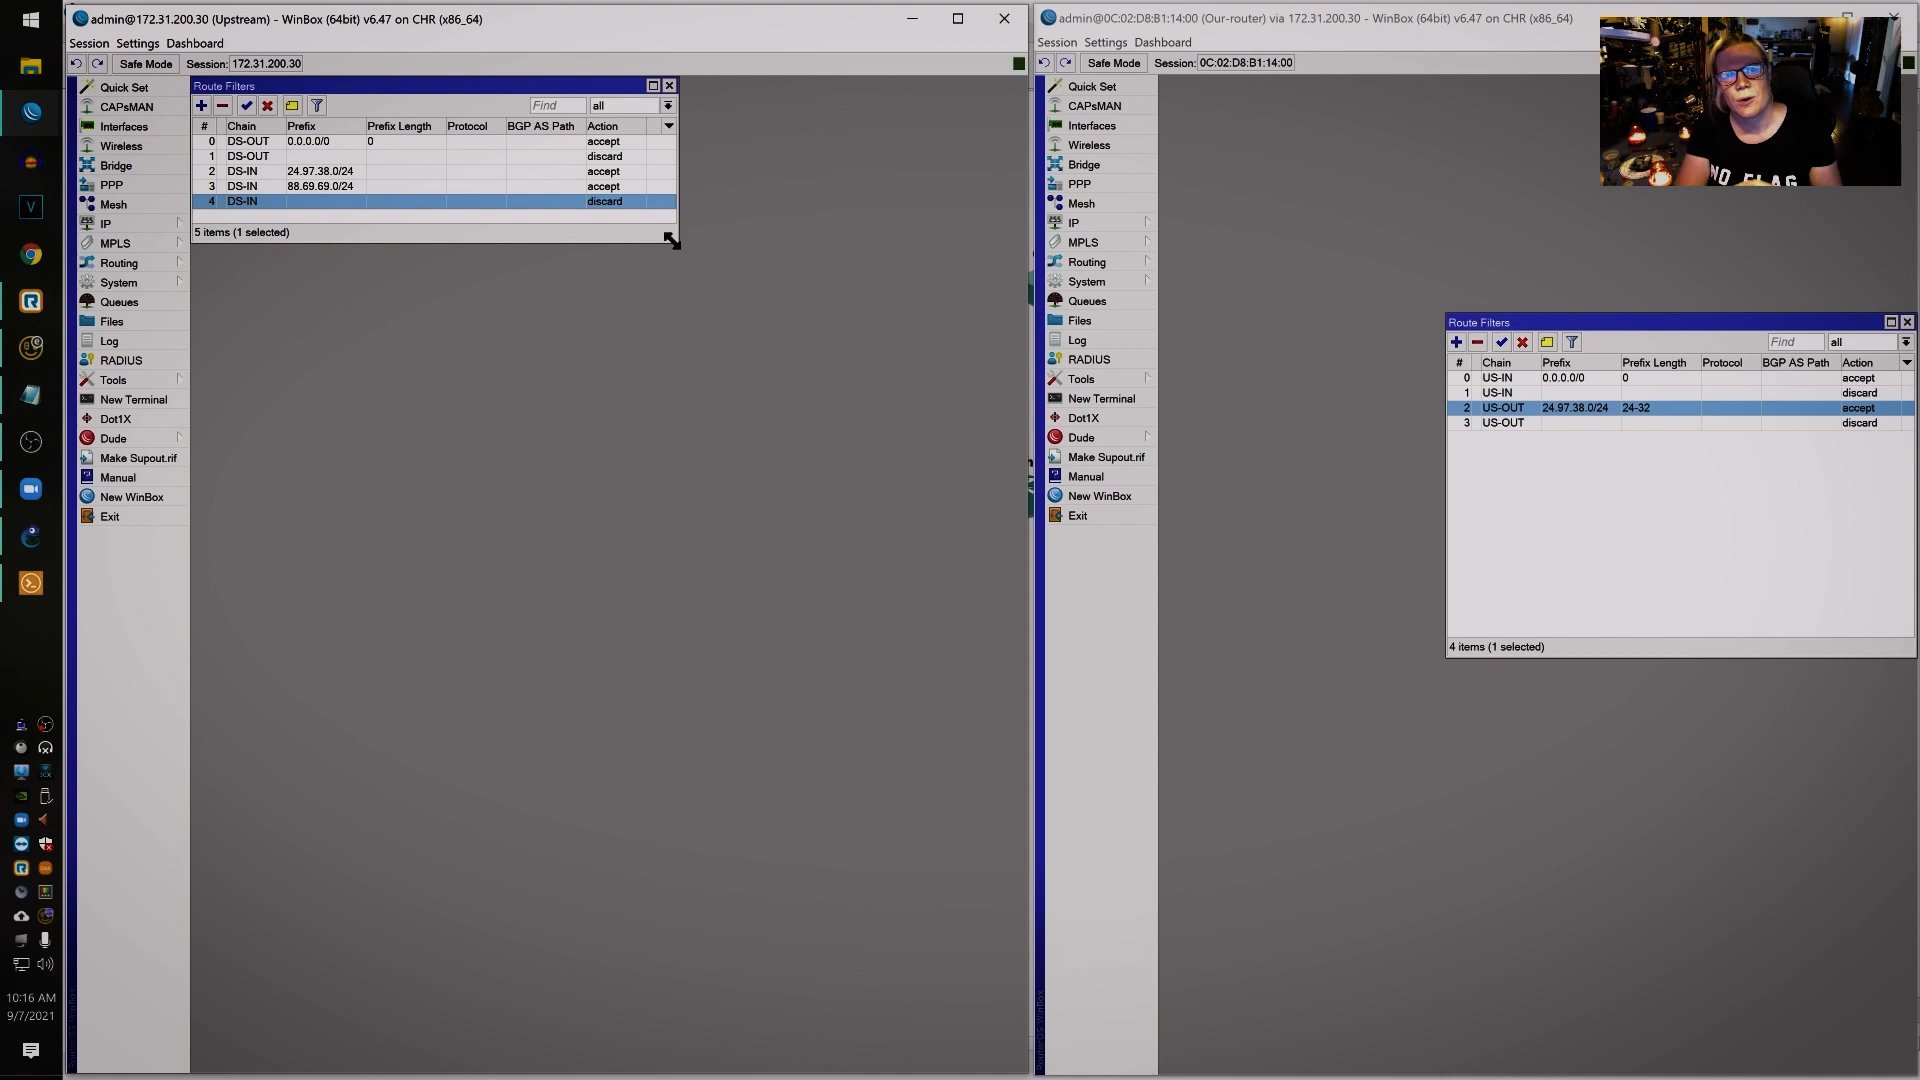 admin@172.31.200.30 (Upstream) - WinBox (64bit) v6.47 on CHR (x86_64)
Session Settings Dashboard
Safe Mode Session: 172.31.200.30
Quick Set
CAPsMAN
Interfaces
Wireless
Bridge
PPP
Mesh
IP
MPLS
Routing
System
Queues
Files
Log
RADIUS
Tools
New Terminal
Dot1X
Dude
Make Supout.rif
Manual
New WinBox
Exit
Route Filters
Find all
# Chain Prefix Prefix Length Protocol BGP AS Path Action
0 DS-OUT 0.0.0.0/0 0 accept
1 DS-OUT discard
2 DS-IN 24.97.38.0/24 accept
3 DS-IN 88.69.69.0/24 accept
4 DS-IN discard
5 items (1 selected)
admin@0C:02:D8:B1:14:00 (Our-router) via 172.31.200.30 - WinBox (64bit) v6.47 on CHR (x86_64)
Session Settings Dashboard
Safe Mode Session: 0C:02:D8:B1:14:00
Quick Set
CAPsMAN
Interfaces
Wireless
Bridge
PPP
Mesh
IP
MPLS
Routing
System
Queues
Files
Log
RADIUS
Tools
New Terminal
Dot1X
Dude
Make Supout.rif
Manual
New WinBox
Exit
Route Filters
Find all
# Chain Prefix Prefix Length Protocol BGP AS Path Action
0 US-IN 0.0.0.0/0 0 accept
1 US-IN discard
2 US-OUT 24.97.38.0/24 24-32 accept
3 US-OUT discard
4 items (1 selected)
NO FLAG
10:16 AM
9/7/2021